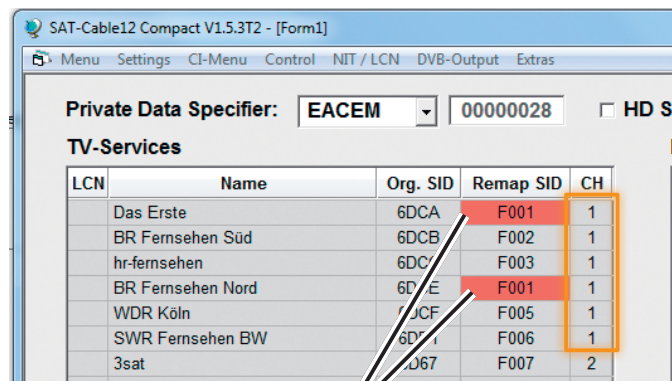 SAT-Cable12 Compact V1.5.3T2 - [Form1]
Menu Settings CI-Menu Control NIT / LCN DVB-Output Extras
Private Data Specifier: EACEM 00000028 HD S
TV-Services
LCN Name Org. SID Remap SID CH
Das Erste 6DCA F001 1
BR Fernsehen Süd 6DCB F002 1
hr-fernsehen F003 1
BR Fernsehen Nord F001 1
WDR Köln F005 1
SWR Fernsehen BW F006 1
3sat F007 2